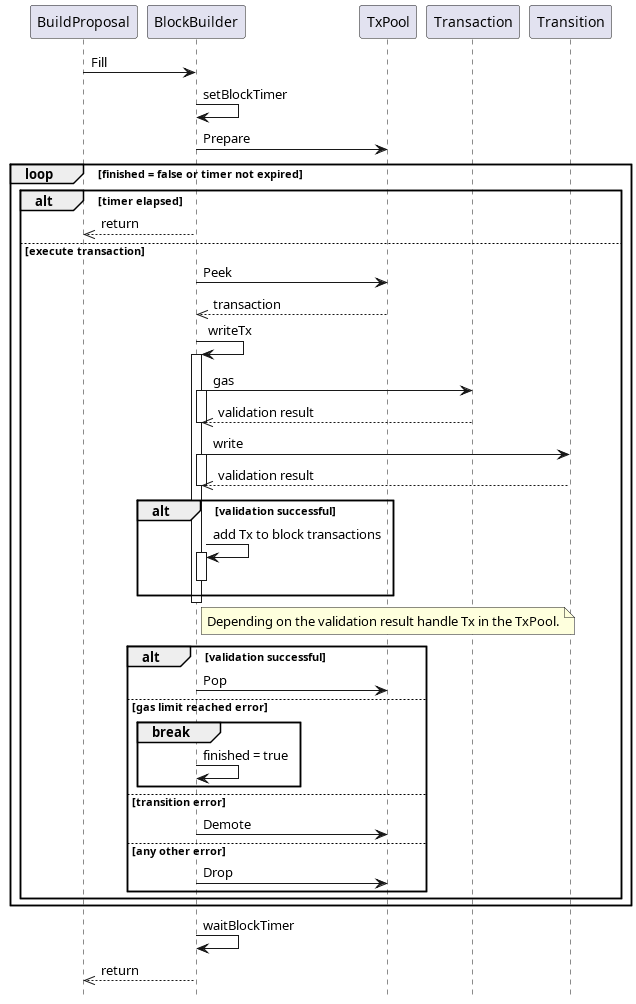 BuildProposal BlockBuilder TxPool Transaction Transition
Fill
setBlockTimer
Prepare
loop [finished = false or timer not expired]
alt [timer elapsed]
return
[execute transaction]
Peek
transaction
writeTx
gas
validation result
write
validation result
alt [validation successful]
add Tx to block transactions
Depending on the validation result handle Tx in the TxPool.
alt [validation successful]
Pop
[gas limit reached error]
break
finished = true
[transition error]
Demote
[any other error]
Drop
waitBlockTimer
return